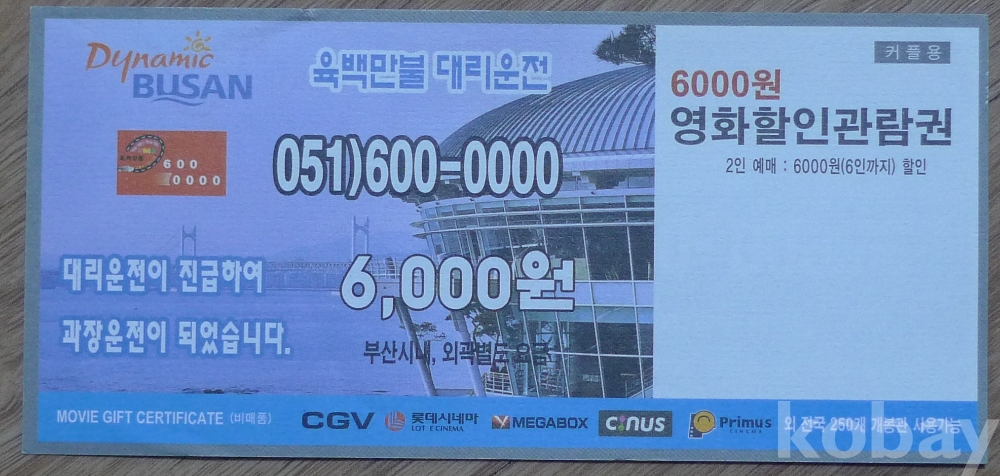 Dynamic
BUSAN
육백만불 대리운전
600
0000
051)600-0000
대리운전이 진급하여
과장운전이 되었습니다.
6,000원
부산시내, 외곽별도 요금
커플용
6000원
영화할인관람권
2인 예매 : 6000원(6인까지) 할인
MOVIE GIFT CERTIFICATE (비매품)
CGV
롯데시네마
LOTTECINEMA
MEGABOX
CINUS
Primus
CINEMA
외 전국 250개 개봉관 사용가능
kobay